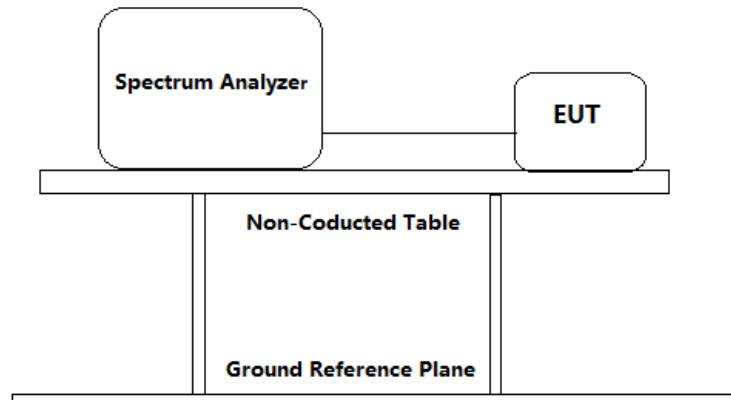 Spectrum Analyzer
EUT
Non-Coducted Table
Ground Reference Plane